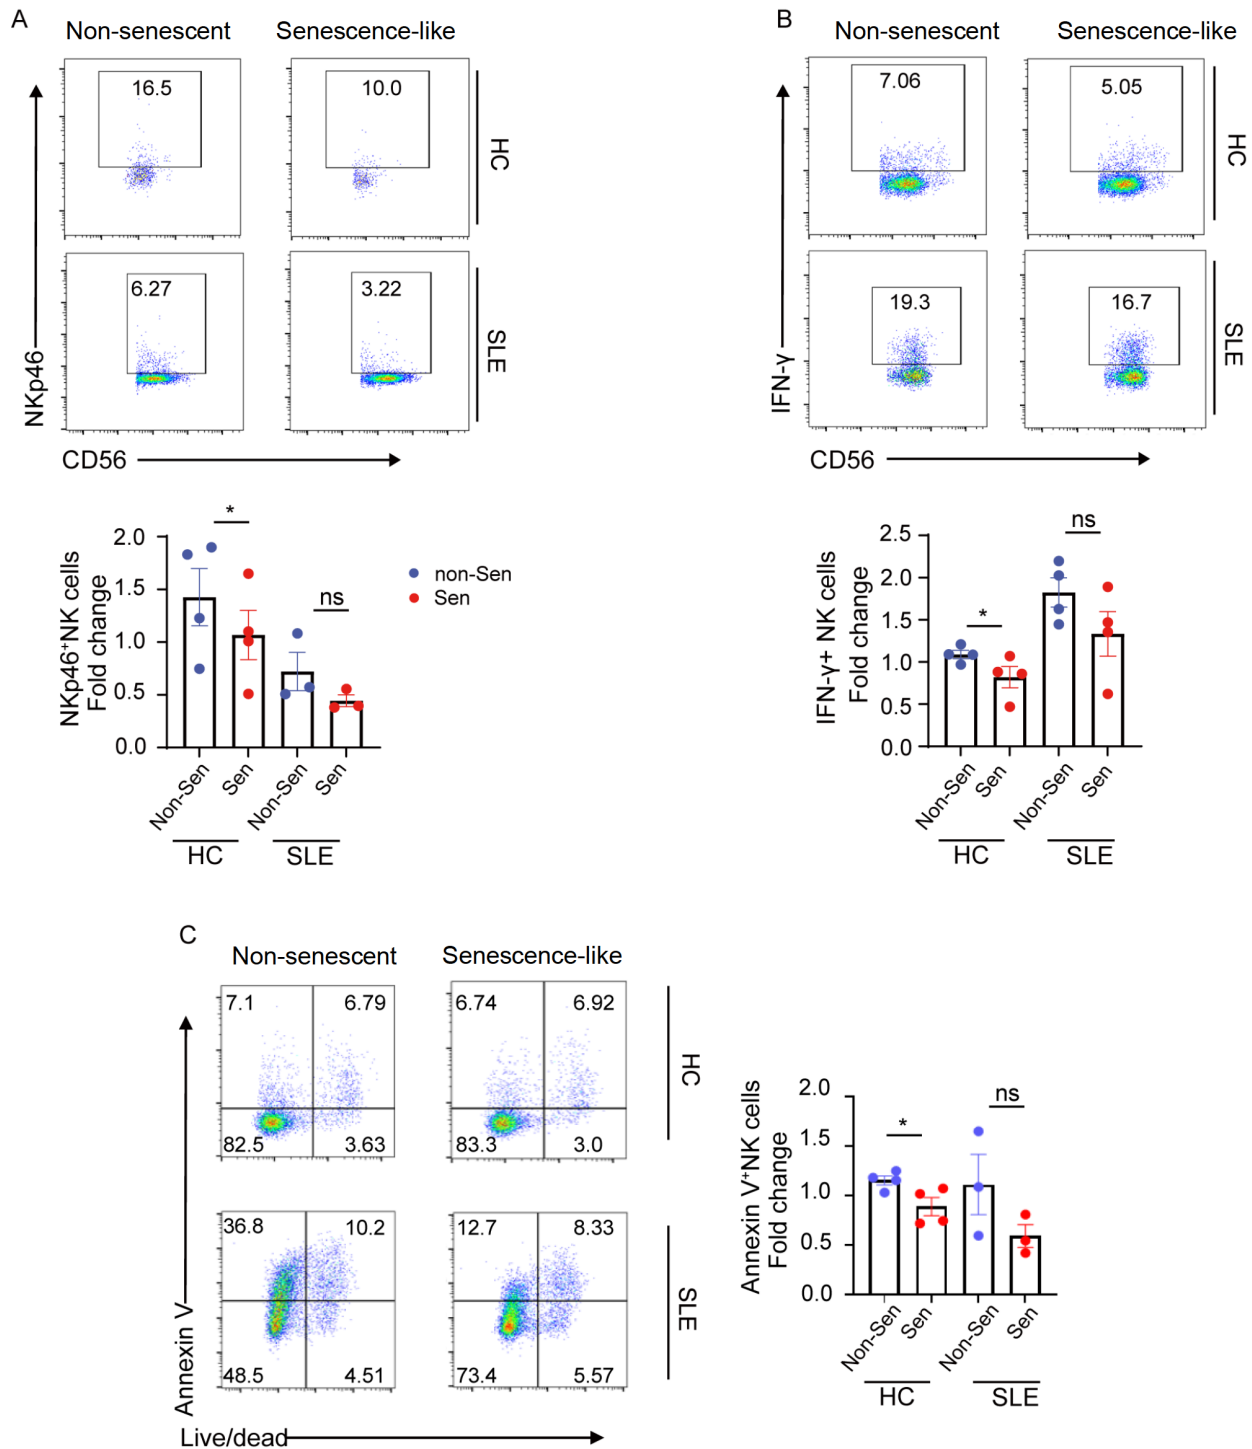 A
Non-senescent
Senescence-like
16.5
10.0
HC
6.27
3.22
SLE
NKp46
CD56
NKp46⁺NK cells
Fold change
2.0
1.5
1.0
0.5
0.0
*
ns
non-Sen
Sen
Non-Sen
Sen
Non-Sen
Sen
HC
SLE
B
Non-senescent
Senescence-like
7.06
5.05
HC
19.3
16.7
SLE
IFN-γ
CD56
IFN-γ+ NK cells
Fold change
2.5
2.0
1.5
1.0
0.5
0.0
*
ns
Non-Sen
Sen
Non-Sen
Sen
HC
SLE
C
Non-senescent
Senescence-like
7.1
6.79
82.5
3.63
6.74
6.92
83.3
3.0
HC
36.8
10.2
48.5
4.51
12.7
8.33
73.4
5.57
SLE
Annexin V
Live/dead
Annexin V⁺NK cells
Fold change
2.0
1.5
1.0
0.5
0.0
*
ns
Non-Sen
Sen
Non-Sen
Sen
HC
SLE